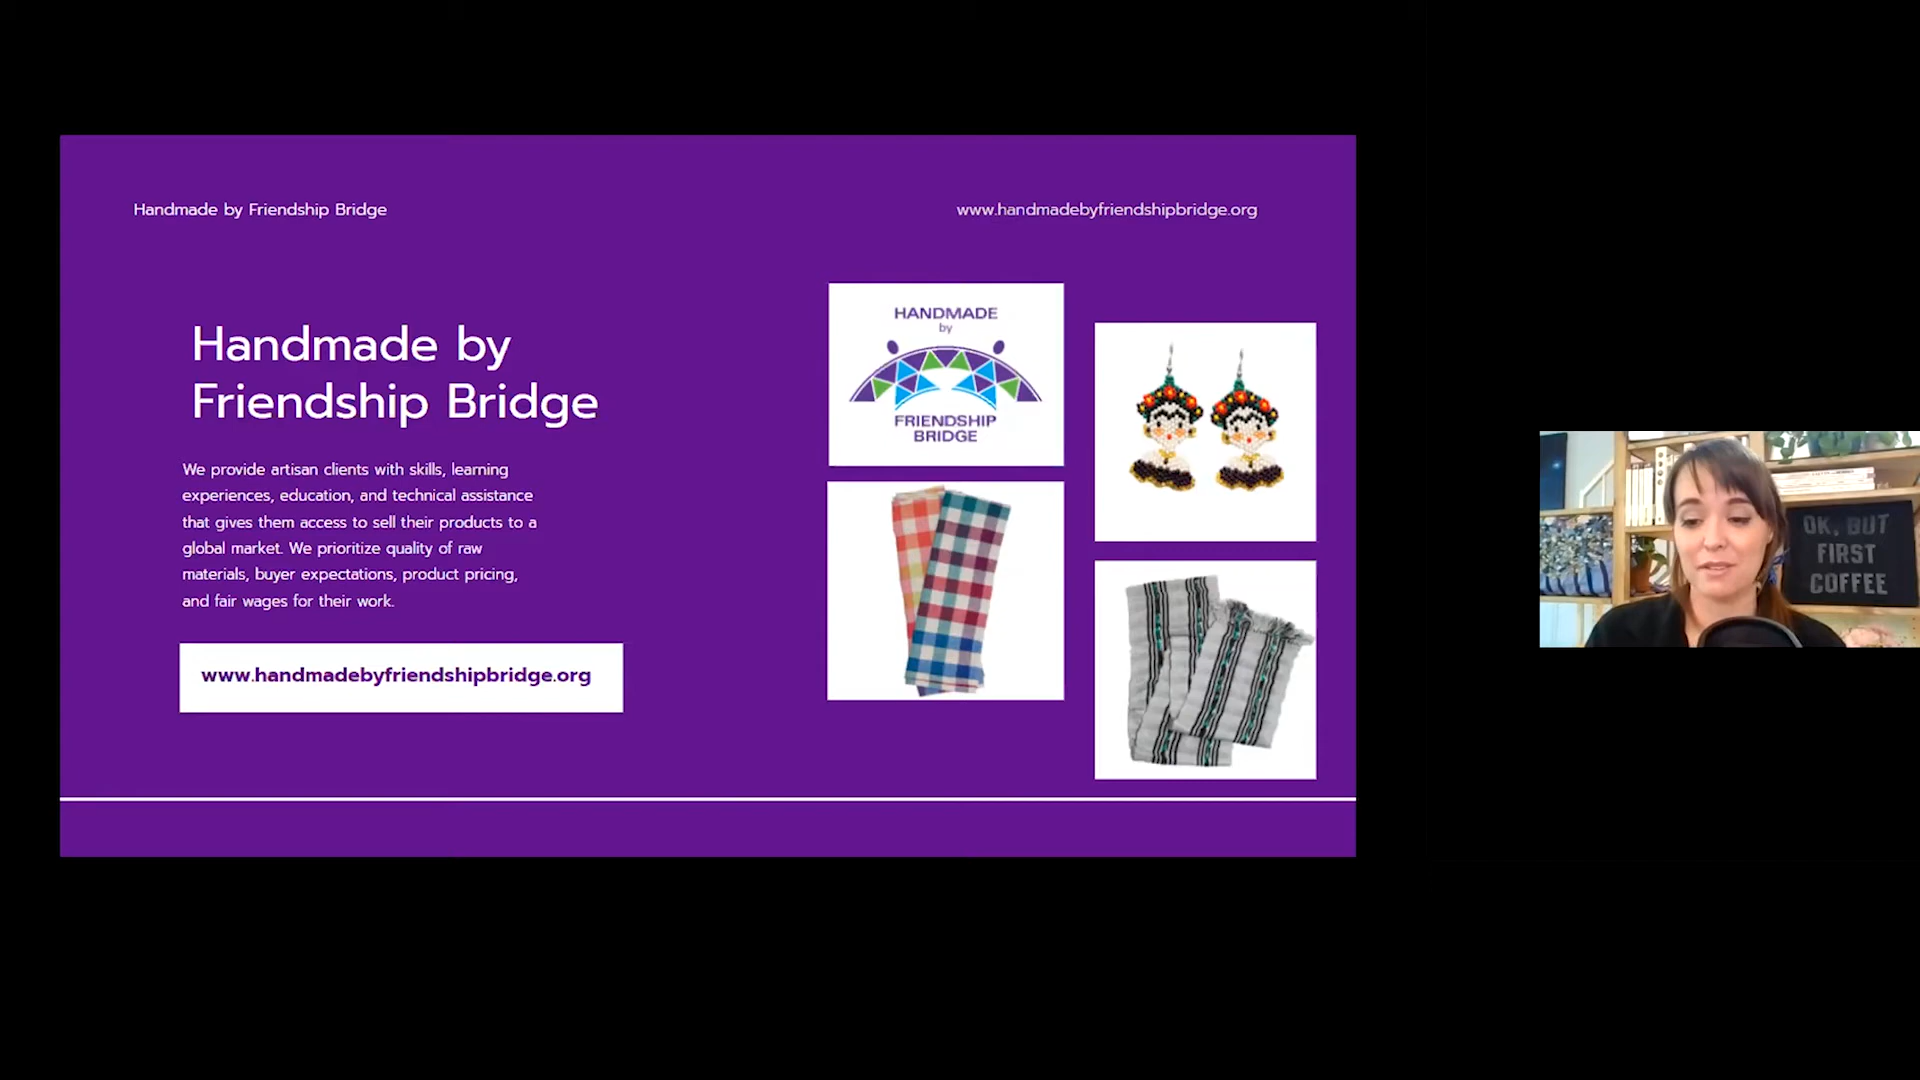 Handmade by Friendship Bridge
www.handmadebyfriendshipbridge.org
Handmade by
Friendship Bridge
We provide artisan clients with skills, learning
experiences, education, and technical assistance
that gives them access to sell their products to a
global market. We prioritize quality of raw
materials, buyer expectations, product pricing,
and fair wages for their work.
www.handmadebyfriendshipbridge.org
HANDMADE
by
FRIENDSHIP
BRIDGE
OK, BUT
FIRST
COFFEE